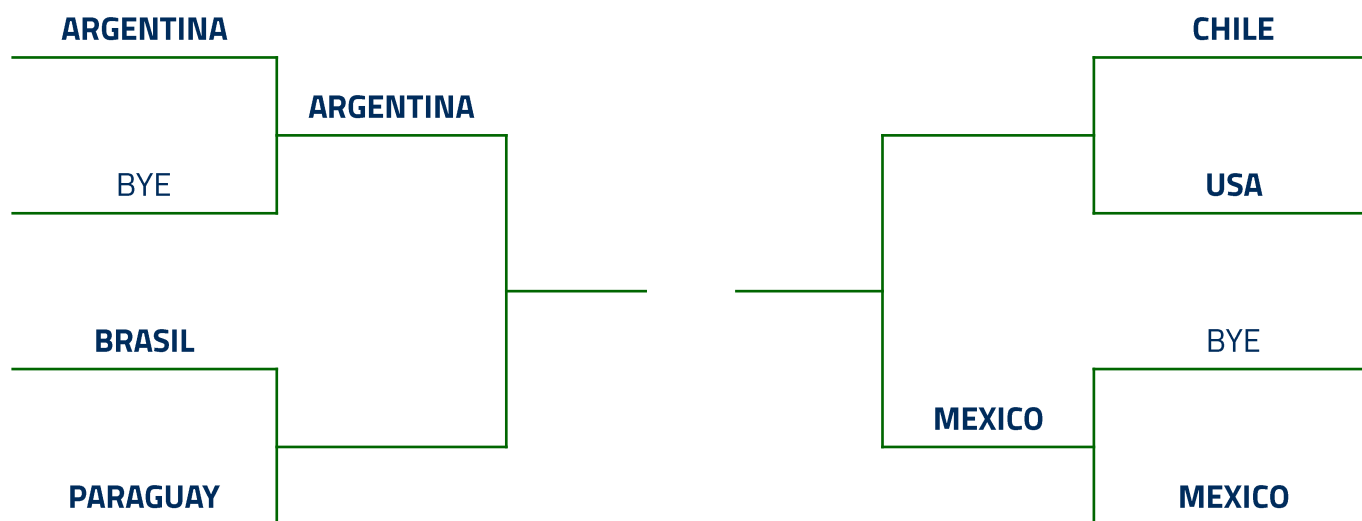 ARGENTINA
ARGENTINA
BYE
BRASIL
PARAGUAY
CHILE
USA
BYE
MEXICO
MEXICO